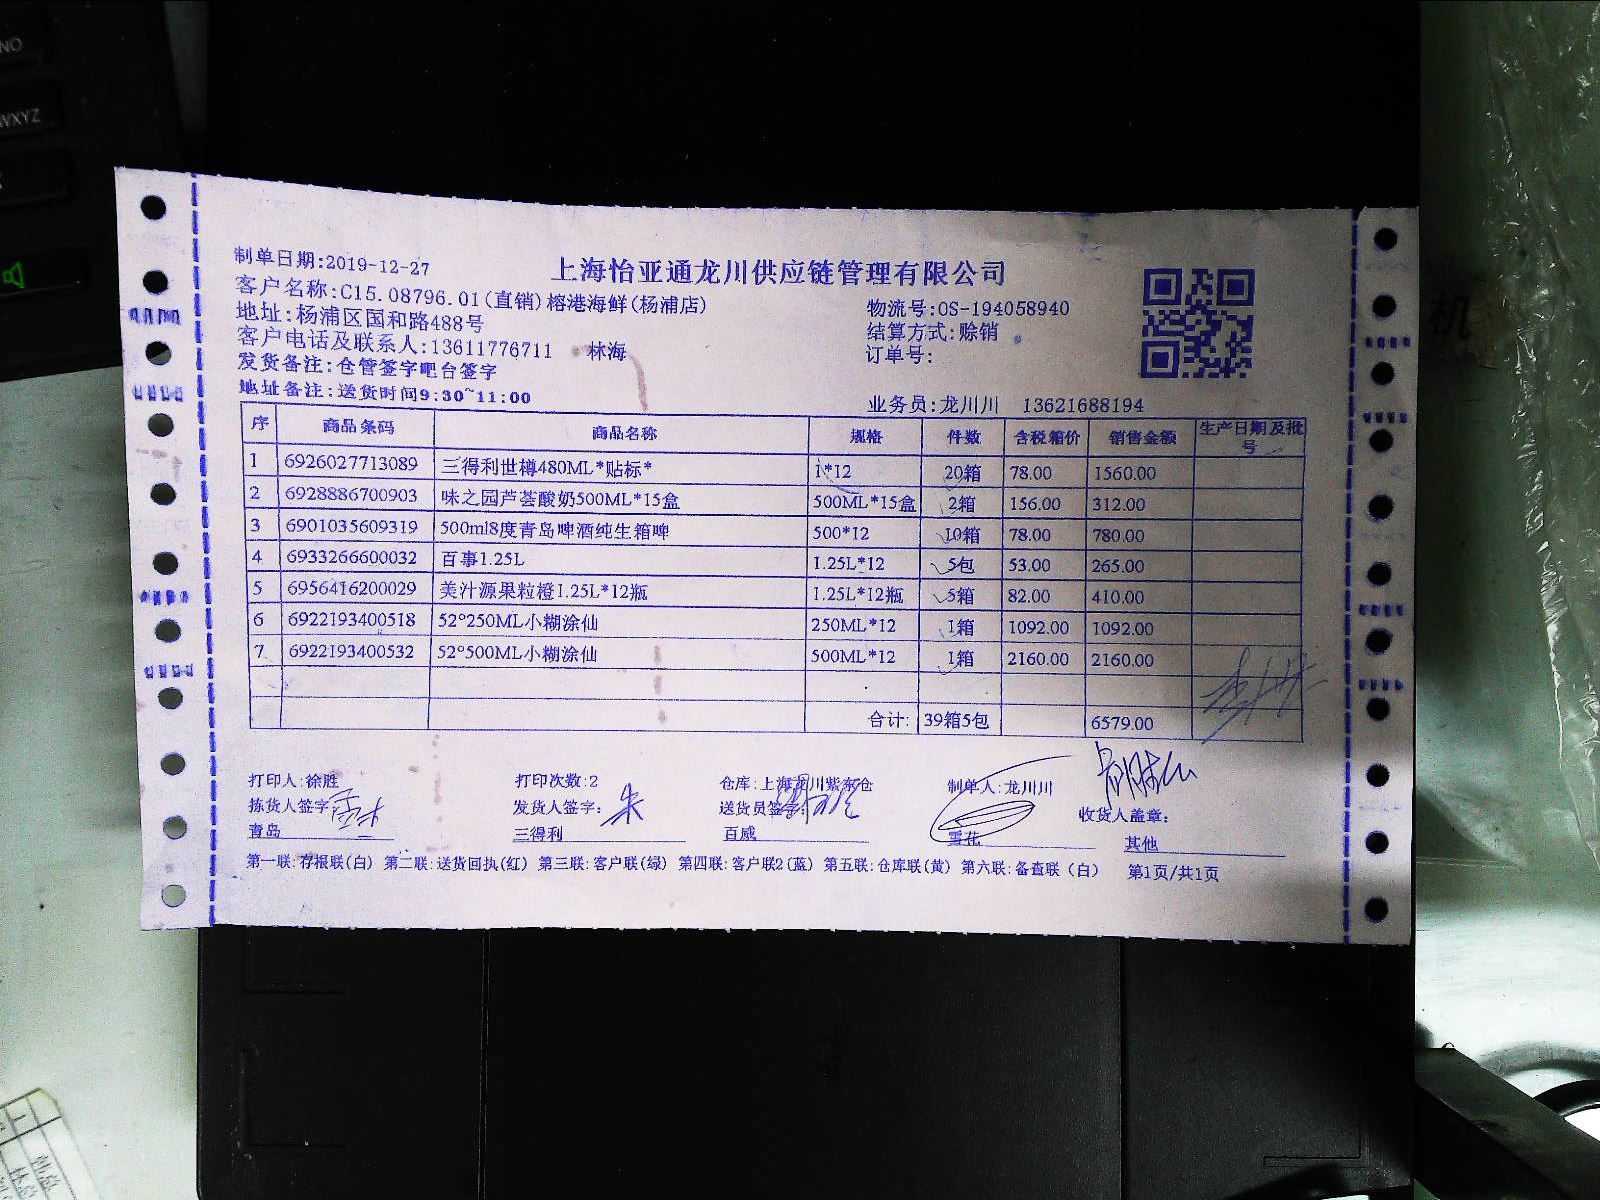 NO
WXYZ
机
制单日期:2019-12-27
上海怡亚通龙川供应链管理有限公司
客户名称:C15.08796.01(直销)榕港海鲜(杨浦店)
物流号:OS-194058940
地址:杨浦区国和路488号
结算方式:赊销
客户电话及联系人:13611776711 林海
订单号:
发货备注:仓管签字吧台签字
地址备注:送货时间9:30~11:00
业务员:龙川川 13621688194
序 商品条码 商品名称 规格 件数 含税箱价 销售金额 生产日期及批号
1 6926027713089 三得利世樽480ML*贴标* 1*12 20箱 78.00 1560.00
2 6928886700903 味之园芦荟酸奶500ML*15盒 500ML*15盒 2箱 156.00 312.00
3 6901035609319 500ml8度青岛啤酒纯生箱啤 500*12 10箱 78.00 780.00
4 6933266600032 百事1.25L 1.25L*12 5包 53.00 265.00
5 6956416200029 美汁源果粒橙1.25L*12瓶 1.25L*12瓶 5箱 82.00 410.00
6 6922193400518 52°250ML小糊涂仙 250ML*12 1箱 1092.00 1092.00
7 6922193400532 52°500ML小糊涂仙 500ML*12 1箱 2160.00 2160.00
合计: 39箱5包 6579.00
打印人:徐胜 打印次数:2 仓库:上海龙川紫东仓 制单人:龙川川
拣货人签字: 发货人签字: 朱 送货员签字: 收货人盖章:
青岛 三得利 百威 雪花 其他
第一联:存根联(白) 第二联:送货回执(红) 第三联:客户联(绿) 第四联:客户联2(蓝) 第五联:仓库联(黄) 第六联:备查联(白) 第1页/共1页